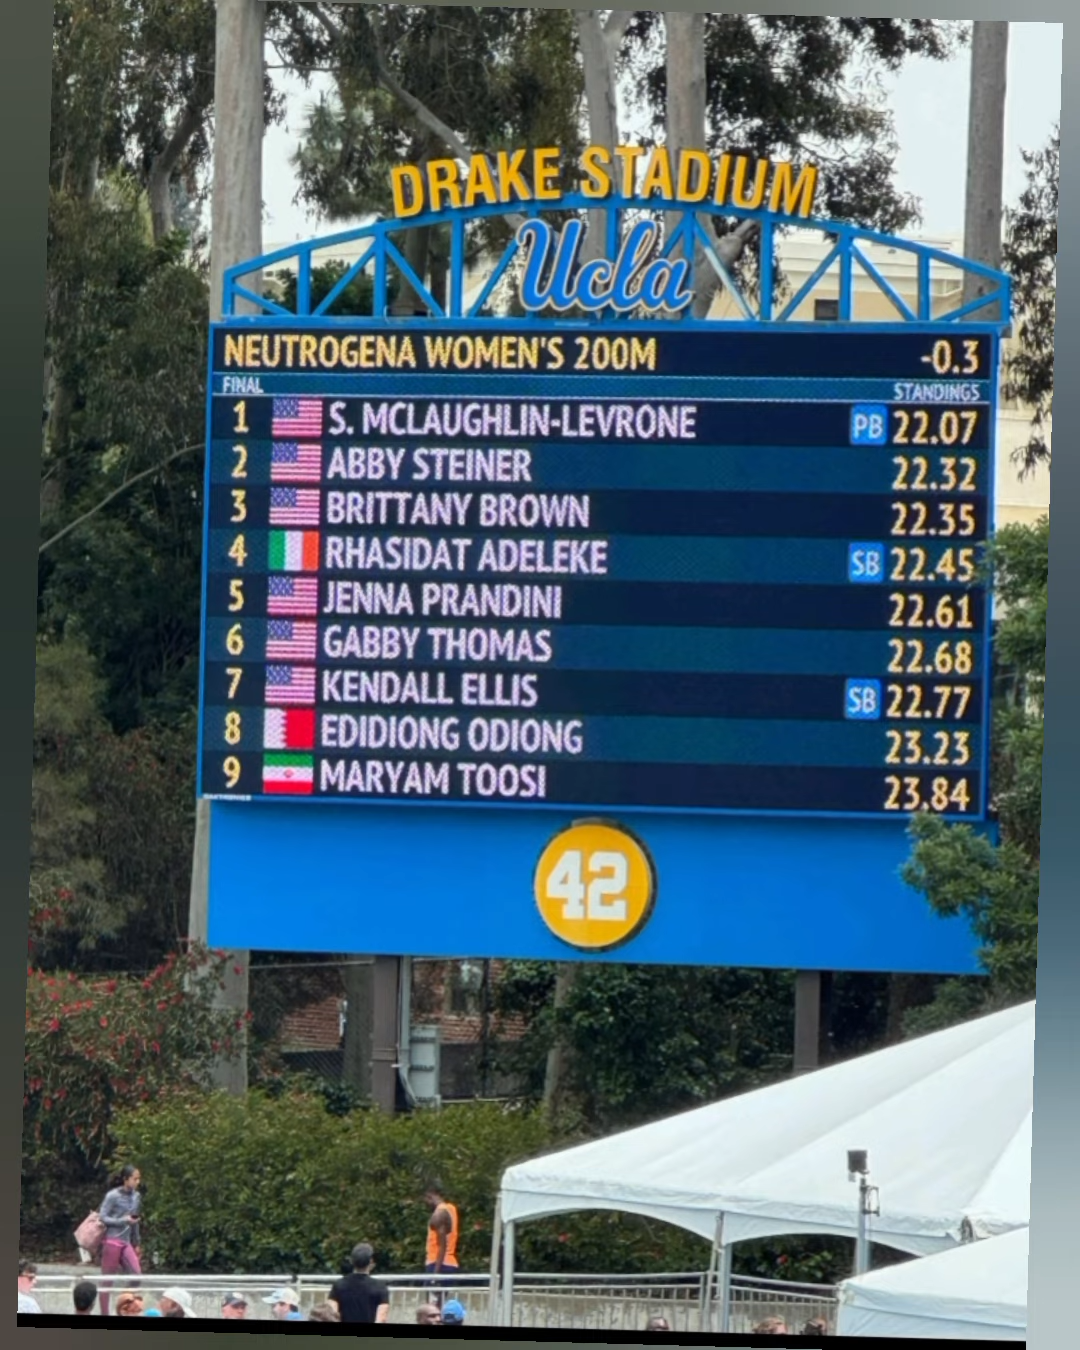 DRAKE STADIUM
Ucla
NEUTROGENA WOMEN'S 200M -0.3
FINAL STANDINGS
1 S. MCLAUGHLIN-LEVRONE PB 22.07
2 ABBY STEINER 22.32
3 BRITTANY BROWN 22.35
4 RHASIDAT ADELEKE SB 22.45
5 JENNA PRANDINI 22.61
6 GABBY THOMAS 22.68
7 KENDALL ELLIS SB 22.77
8 EDIDIONG ODIONG 23.23
9 MARYAM TOOSI 23.84
42